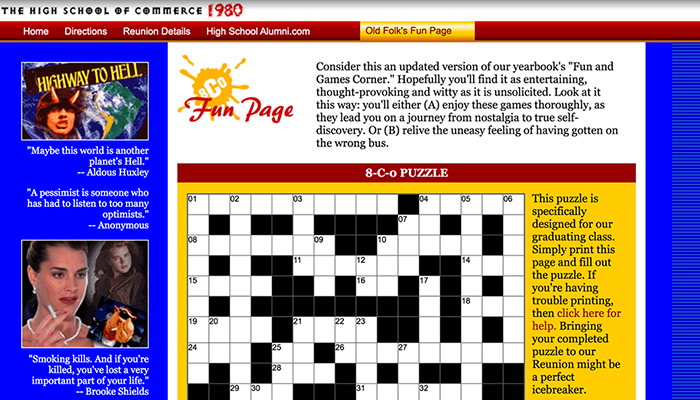 THE HIGH SCHOOL OF COMMERCE 1980
Home Directions Reunion Details High School Alumni.com Old Folk's Fun Page
HIGHWAY TO HELL
"Maybe this world is another
planet's Hell."
-- Aldous Huxley
"A pessimist is someone who
has had to listen to too many
optimists."
-- Anonymous
"Smoking kills. And if you're
killed, you've lost a very
important part of your life."
-- Brooke Shields
8Co
Fun Page
Consider this an updated version of our yearbook's "Fun and
Games Corner." Hopefully you'll find it as entertaining,
thought-provoking and witty as it is unsolicited. Look at it
this way: you'll either (A) enjoy these games thoroughly, as
they lead you on a journey from nostalgia to true self-
discovery. Or (B) relive the uneasy feeling of having gotten on
the wrong bus.
8-C-0 PUZZLE
01 02 03 04 05 06
07
08 09 10
11 12 14
15 16 17
18
19 20 21 22 23
24 25 26 27
28
29 30 31 32
This puzzle is
specifically
designed for our
graduating class.
Simply print this
page and fill out
the puzzle. If
you're having
trouble printing,
then click here for
help. Bringing
your completed
puzzle to our
Reunion might be
a perfect
icebreaker.